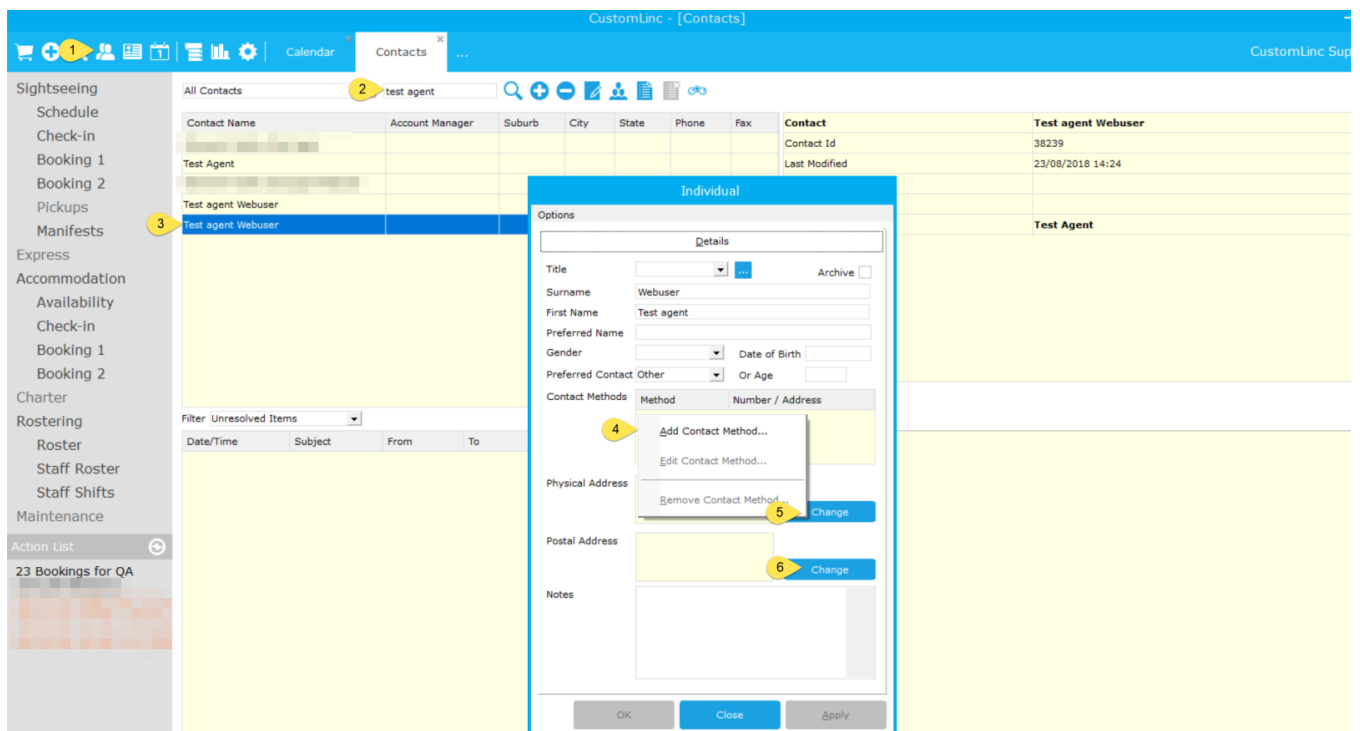 CustomLinc - [Contacts]
1 1 Calendar Contacts ... CustomLinc Sup
Sightseeing
Schedule
Check-in
Booking 1
Booking 2
Pickups
Manifests
Express
Accommodation
Availability
Check-in
Booking 1
Booking 2
Charter
Rostering
Roster
Staff Roster
Staff Shifts
Maintenance
Action List
23 Bookings for QA
All Contacts 2 test agent
Contact Name Account Manager Suburb City State Phone Fax
Test Agent
Test agent Webuser
3 Test agent Webuser
Contact Test agent Webuser
Contact Id 38239
Last Modified 23/08/2018 14:24
Test Agent
Filter Unresolved Items
Date/Time Subject From To
Individual
Options
Details
Title ... Archive
Surname Webuser
First Name Test agent
Preferred Name
Gender Date of Birth
Preferred Contact Other Or Age
Contact Methods Method Number / Address
4 Add Contact Method...
Edit Contact Method...
Remove Contact Method...
Physical Address
5 Change
Postal Address
6 Change
Notes
OK Close Apply